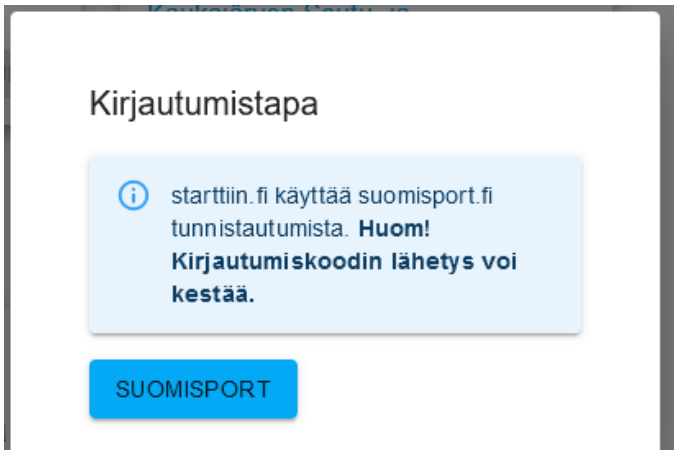 Kirjautumistapa
starttiin.fi käyttää suomisport.fi
tunnistautumista. Huom!
Kirjautumiskoodin lähetys voi
kestää.
SUOMISPORT